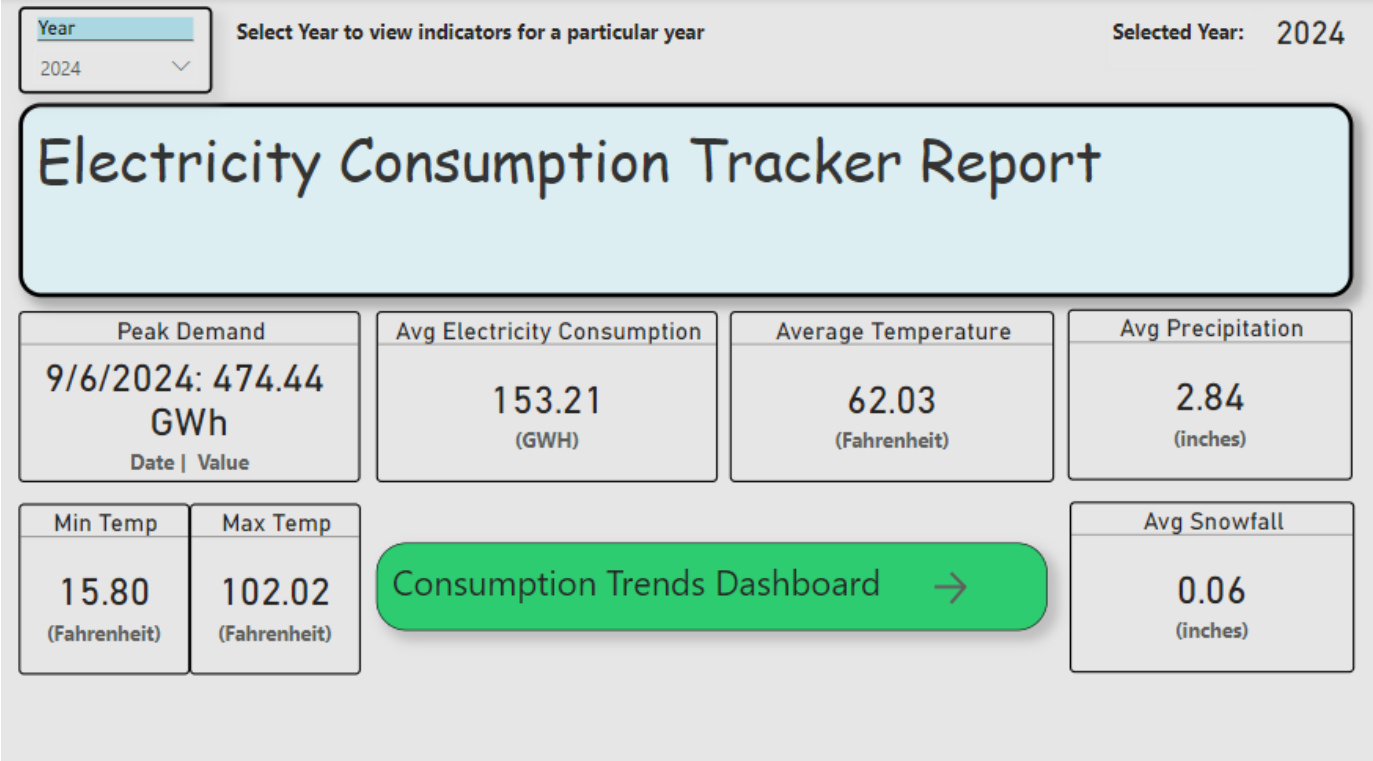 Year
2024
Select Year to view indicators for a particular year
Selected Year: 2024
Electricity Consumption Tracker Report
Peak Demand
9/6/2024: 474.44
GWh
Date | Value
Avg Electricity Consumption
153.21
(GWH)
Average Temperature
62.03
(Fahrenheit)
Avg Precipitation
2.84
(inches)
Min Temp
15.80
(Fahrenheit)
Max Temp
102.02
(Fahrenheit)
Consumption Trends Dashboard
Avg Snowfall
0.06
(inches)